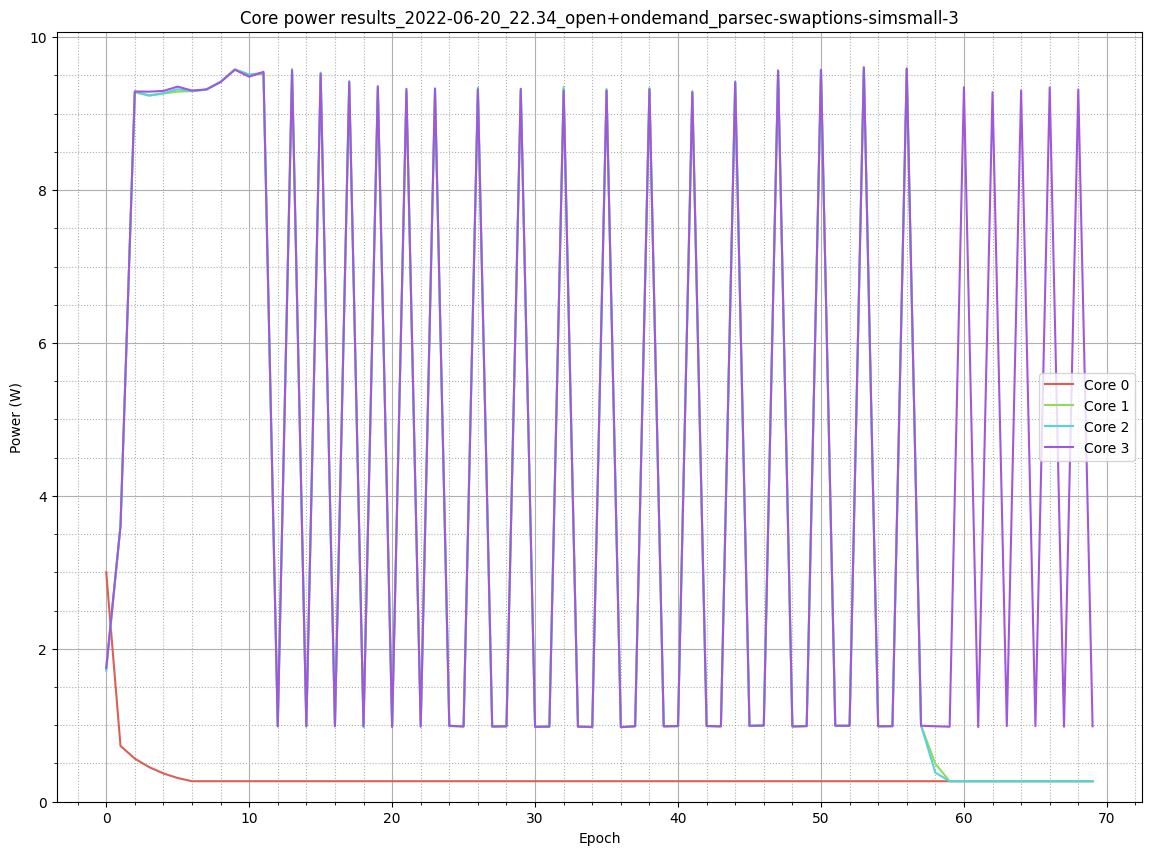 Core power results_2022-06-20_22.34_open+ondemand_parsec-swaptions-simsmall-3
10
8
6
4
2
0
Power (W)
Core 0
Core 1
Core 2
Core 3
0 10 20 30 40 50 60 70
Epoch